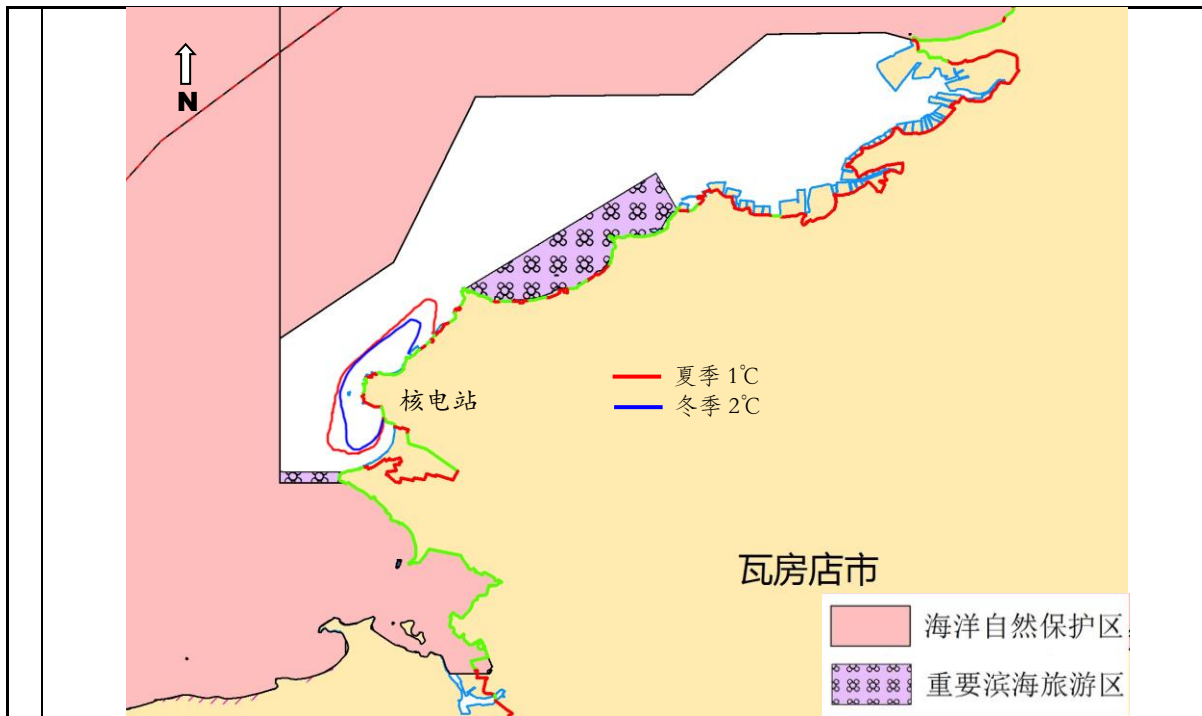 N
夏季 1℃
冬季 2℃
核电站
瓦房店市
海洋自然保护区
重要滨海旅游区